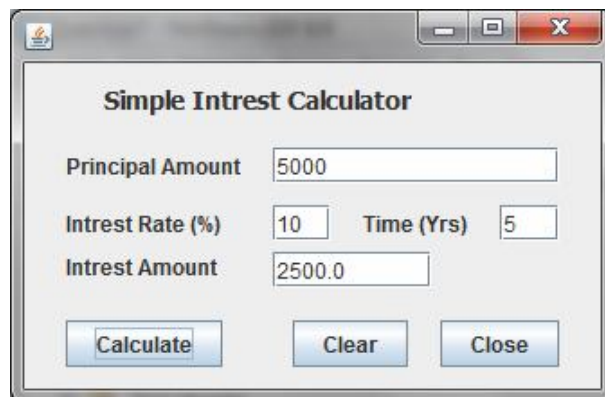 Simple Intrest Calculator
Principal Amount 5000
Intrest Rate (%) 10 Time (Yrs) 5
Intrest Amount 2500.0
Calculate Clear Close